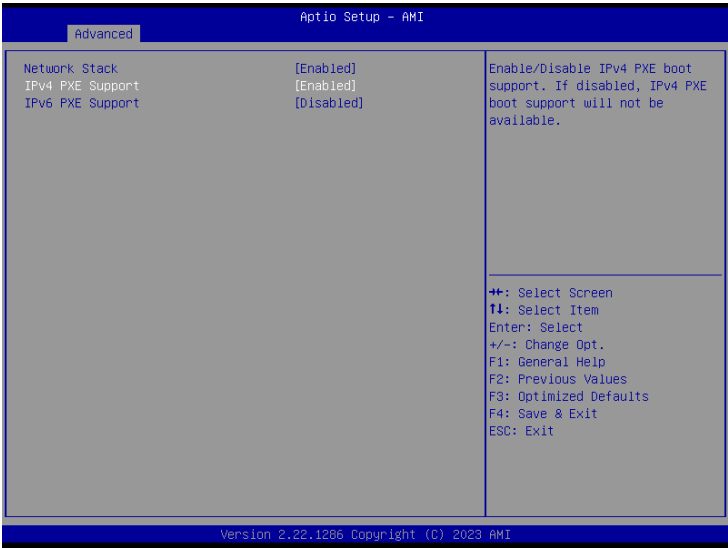 Aptio Setup – AMI
Advanced
Network Stack [Enabled]
IPv4 PXE Support [Enabled]
IPv6 PXE Support [Disabled]
Enable/Disable IPv4 PXE boot
support. If disabled, IPv4 PXE
boot support will not be
available.
→←: Select Screen
↑↓: Select Item
Enter: Select
+/-: Change Opt.
F1: General Help
F2: Previous Values
F3: Optimized Defaults
F4: Save & Exit
ESC: Exit
Version 2.22.1286 Copyright (C) 2023 AMI